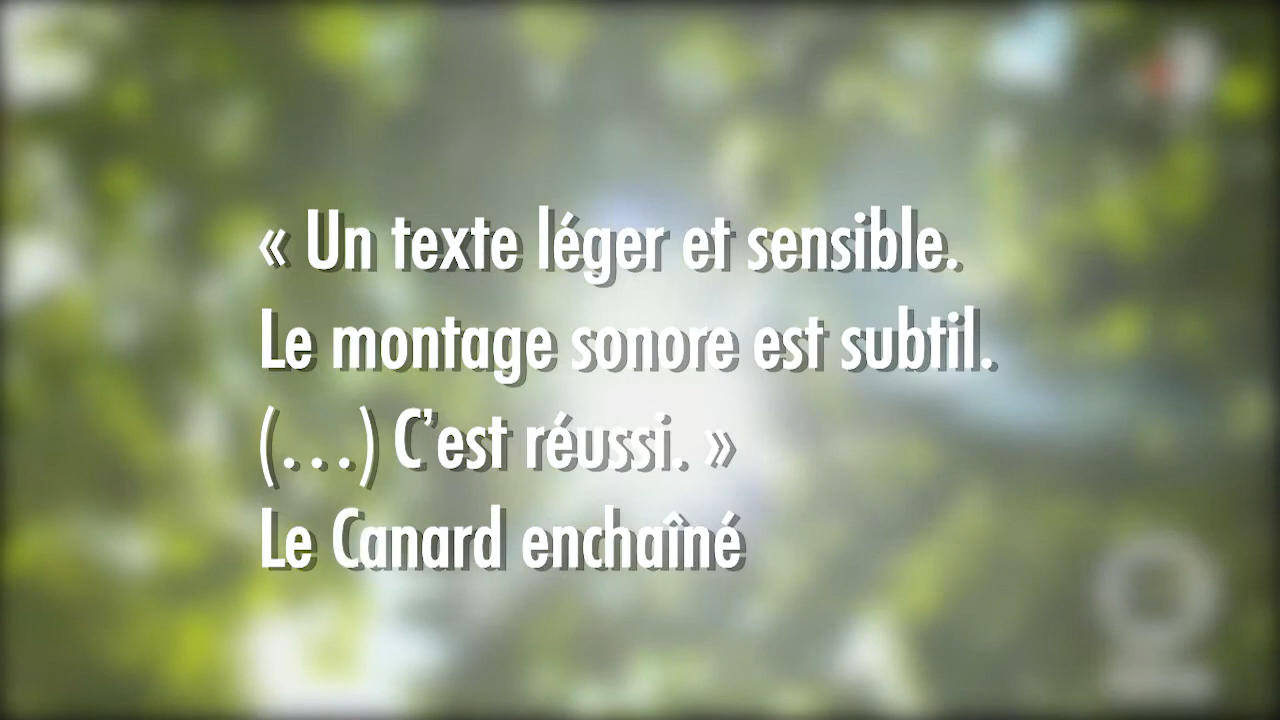 « Un texte léger et sensible.
Le montage sonore est subtil.
(…) C’est réussi. »
Le Canard enchaîné